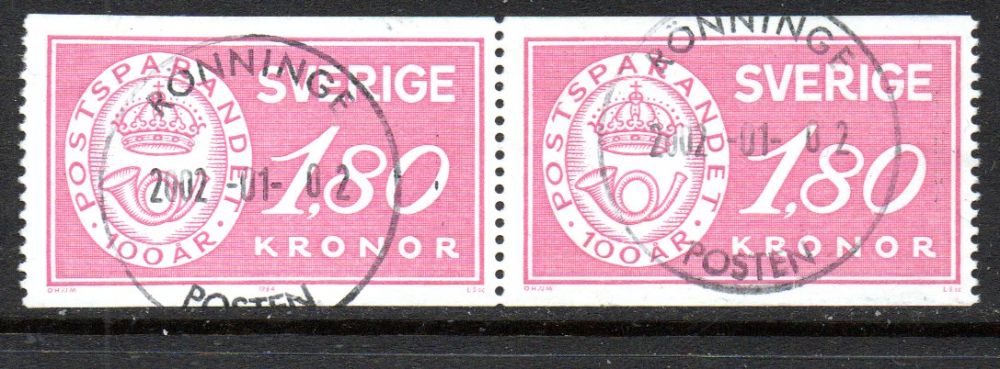 POSTSPARANDET · 100 ÅR ·
SVERIGE
1,80
KRONOR
RÖNNINGE
2002 -01- 02
POSTEN
1984
POSTSPARANDET · 100 ÅR ·
SVERIGE
1,80
KRONOR
RÖNNINGE
2002 -01- 02
POSTEN